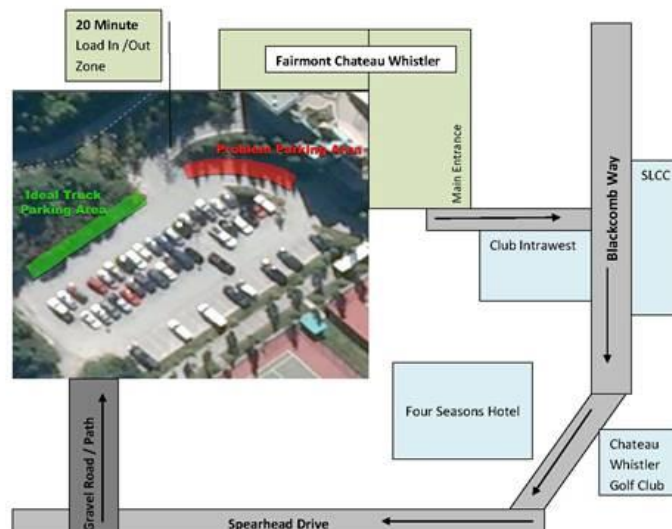 20 Minute
Load In /Out
Zone
Fairmont Chateau Whistler
Main Entrance
Problem Parking Area
Ideal Truck
Parking Area
Blackcomb Way
SLCC
Club Intrawest
Four Seasons Hotel
Chateau
Whistler
Golf Club
Gravel Road / Path
Spearhead Drive